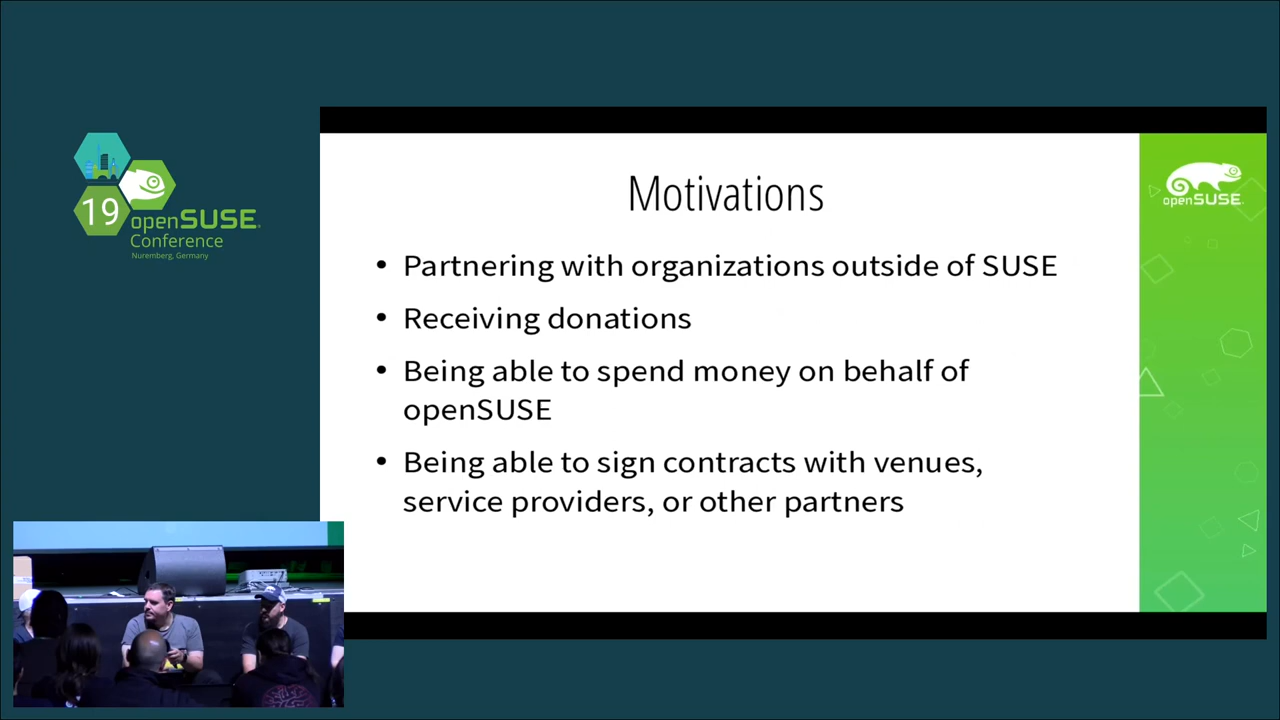 19
openSUSE
Conference
Nuremberg, Germany
Motivations
• Partnering with organizations outside of SUSE
• Receiving donations
• Being able to spend money on behalf of
openSUSE
• Being able to sign contracts with venues,
service providers, or other partners
openSUSE